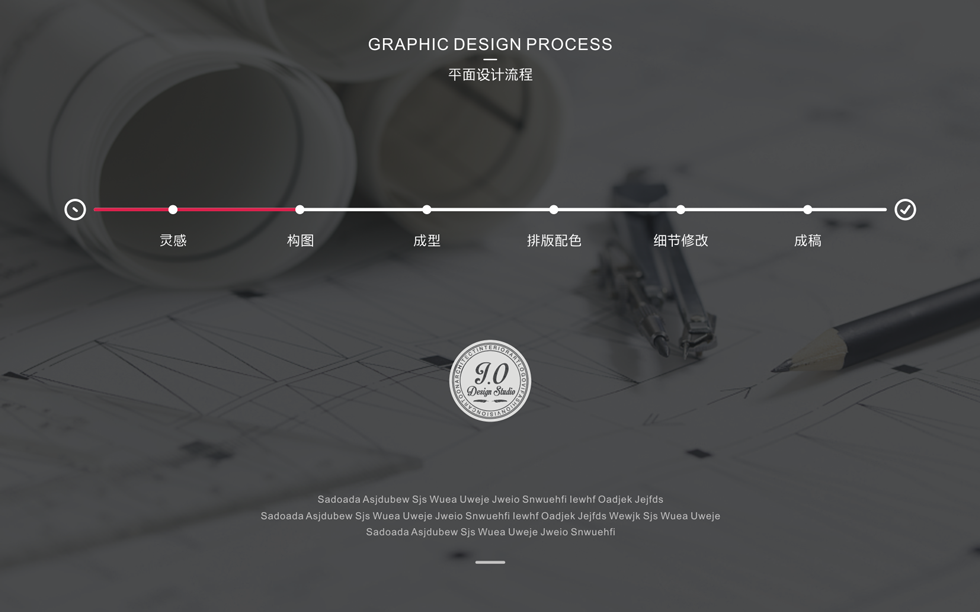 GRAPHIC DESIGN PROCESS
平面设计流程
灵感
构图
成型
排版配色
细节修改
成稿
J.O
Design Studio
Sadoada Asjdubew Sjs Wuea Uweje Jweio Snwuehfi Iewhf Oadjek Jejfds
Sadoada Asjdubew Sjs Wuea Uweje Jweio Snwuehfi Iewhf Oadjek Jejfds Wewjk Sjs Wuea Uweje
Sadoada Asjdubew Sjs Wuea Uweje Jweio Snwuehfi